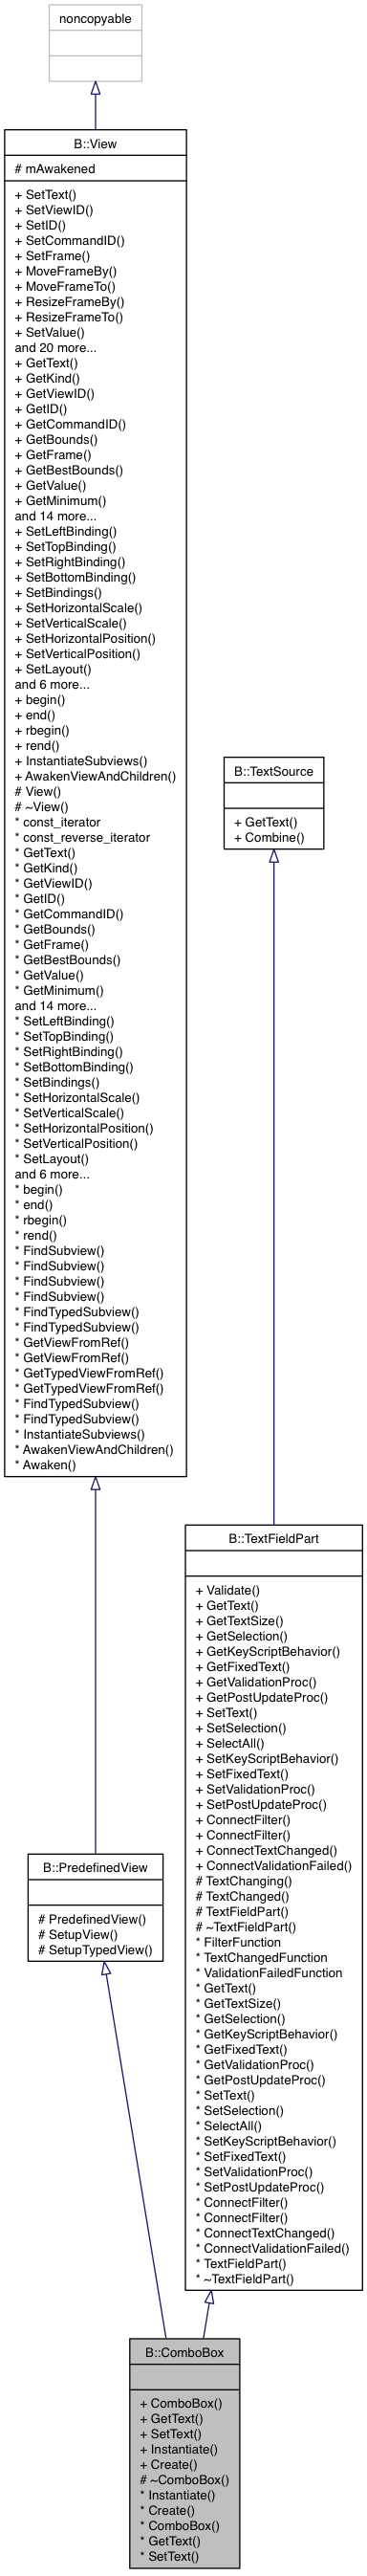 noncopyable
B::View
# mAwakened
+ SetText()
+ SetViewID()
+ SetID()
+ SetCommandID()
+ SetFrame()
+ MoveFrameBy()
+ MoveFrameTo()
+ ResizeFrameBy()
+ ResizeFrameTo()
+ SetValue()
and 20 more...
+ GetText()
+ GetKind()
+ GetViewID()
+ GetID()
+ GetCommandID()
+ GetBounds()
+ GetFrame()
+ GetBestBounds()
+ GetValue()
+ GetMinimum()
and 14 more...
+ SetLeftBinding()
+ SetTopBinding()
+ SetRightBinding()
+ SetBottomBinding()
+ SetBindings()
+ SetHorizontalScale()
+ SetVerticalScale()
+ SetHorizontalPosition()
+ SetVerticalPosition()
+ SetLayout()
and 6 more...
+ begin()
+ end()
+ rbegin()
+ rend()
+ InstantiateSubviews()
+ AwakenViewAndChildren()
# View()
# ~View()
* const_iterator
* const_reverse_iterator
* GetText()
* GetKind()
* GetViewID()
* GetID()
* GetCommandID()
* GetBounds()
* GetFrame()
* GetBestBounds()
* GetValue()
* GetMinimum()
and 14 more...
* SetLeftBinding()
* SetTopBinding()
* SetRightBinding()
* SetBottomBinding()
* SetBindings()
* SetHorizontalScale()
* SetVerticalScale()
* SetHorizontalPosition()
* SetVerticalPosition()
* SetLayout()
and 6 more...
* begin()
* end()
* rbegin()
* rend()
* FindSubview()
* FindSubview()
* FindSubview()
* FindSubview()
* FindTypedSubview()
* FindTypedSubview()
* GetViewFromRef()
* GetViewFromRef()
* GetTypedViewFromRef()
* GetTypedViewFromRef()
* FindTypedSubview()
* FindTypedSubview()
* InstantiateSubviews()
* AwakenViewAndChildren()
* Awaken()
B::TextSource
+ GetText()
+ Combine()
B::TextFieldPart
+ Validate()
+ GetText()
+ GetTextSize()
+ GetSelection()
+ GetKeyScriptBehavior()
+ GetFixedText()
+ GetValidationProc()
+ GetPostUpdateProc()
+ SetText()
+ SetSelection()
+ SelectAll()
+ SetKeyScriptBehavior()
+ SetFixedText()
+ SetValidationProc()
+ SetPostUpdateProc()
+ ConnectFilter()
+ ConnectFilter()
+ ConnectTextChanged()
+ ConnectValidationFailed()
# TextChanging()
# TextChanged()
# TextFieldPart()
# ~TextFieldPart()
* FilterFunction
* TextChangedFunction
* ValidationFailedFunction
* GetText()
* GetTextSize()
* GetSelection()
* GetKeyScriptBehavior()
* GetFixedText()
* GetValidationProc()
* GetPostUpdateProc()
* SetText()
* SetSelection()
* SelectAll()
* SetKeyScriptBehavior()
* SetFixedText()
* SetValidationProc()
* SetPostUpdateProc()
* ConnectFilter()
* ConnectFilter()
* ConnectTextChanged()
* ConnectValidationFailed()
* TextFieldPart()
* ~TextFieldPart()
B::PredefinedView
# PredefinedView()
# SetupView()
# SetupTypedView()
B::ComboBox
+ ComboBox()
+ GetText()
+ SetText()
+ Instantiate()
+ Create()
# ~ComboBox()
* Instantiate()
* Create()
* ComboBox()
* GetText()
* SetText()